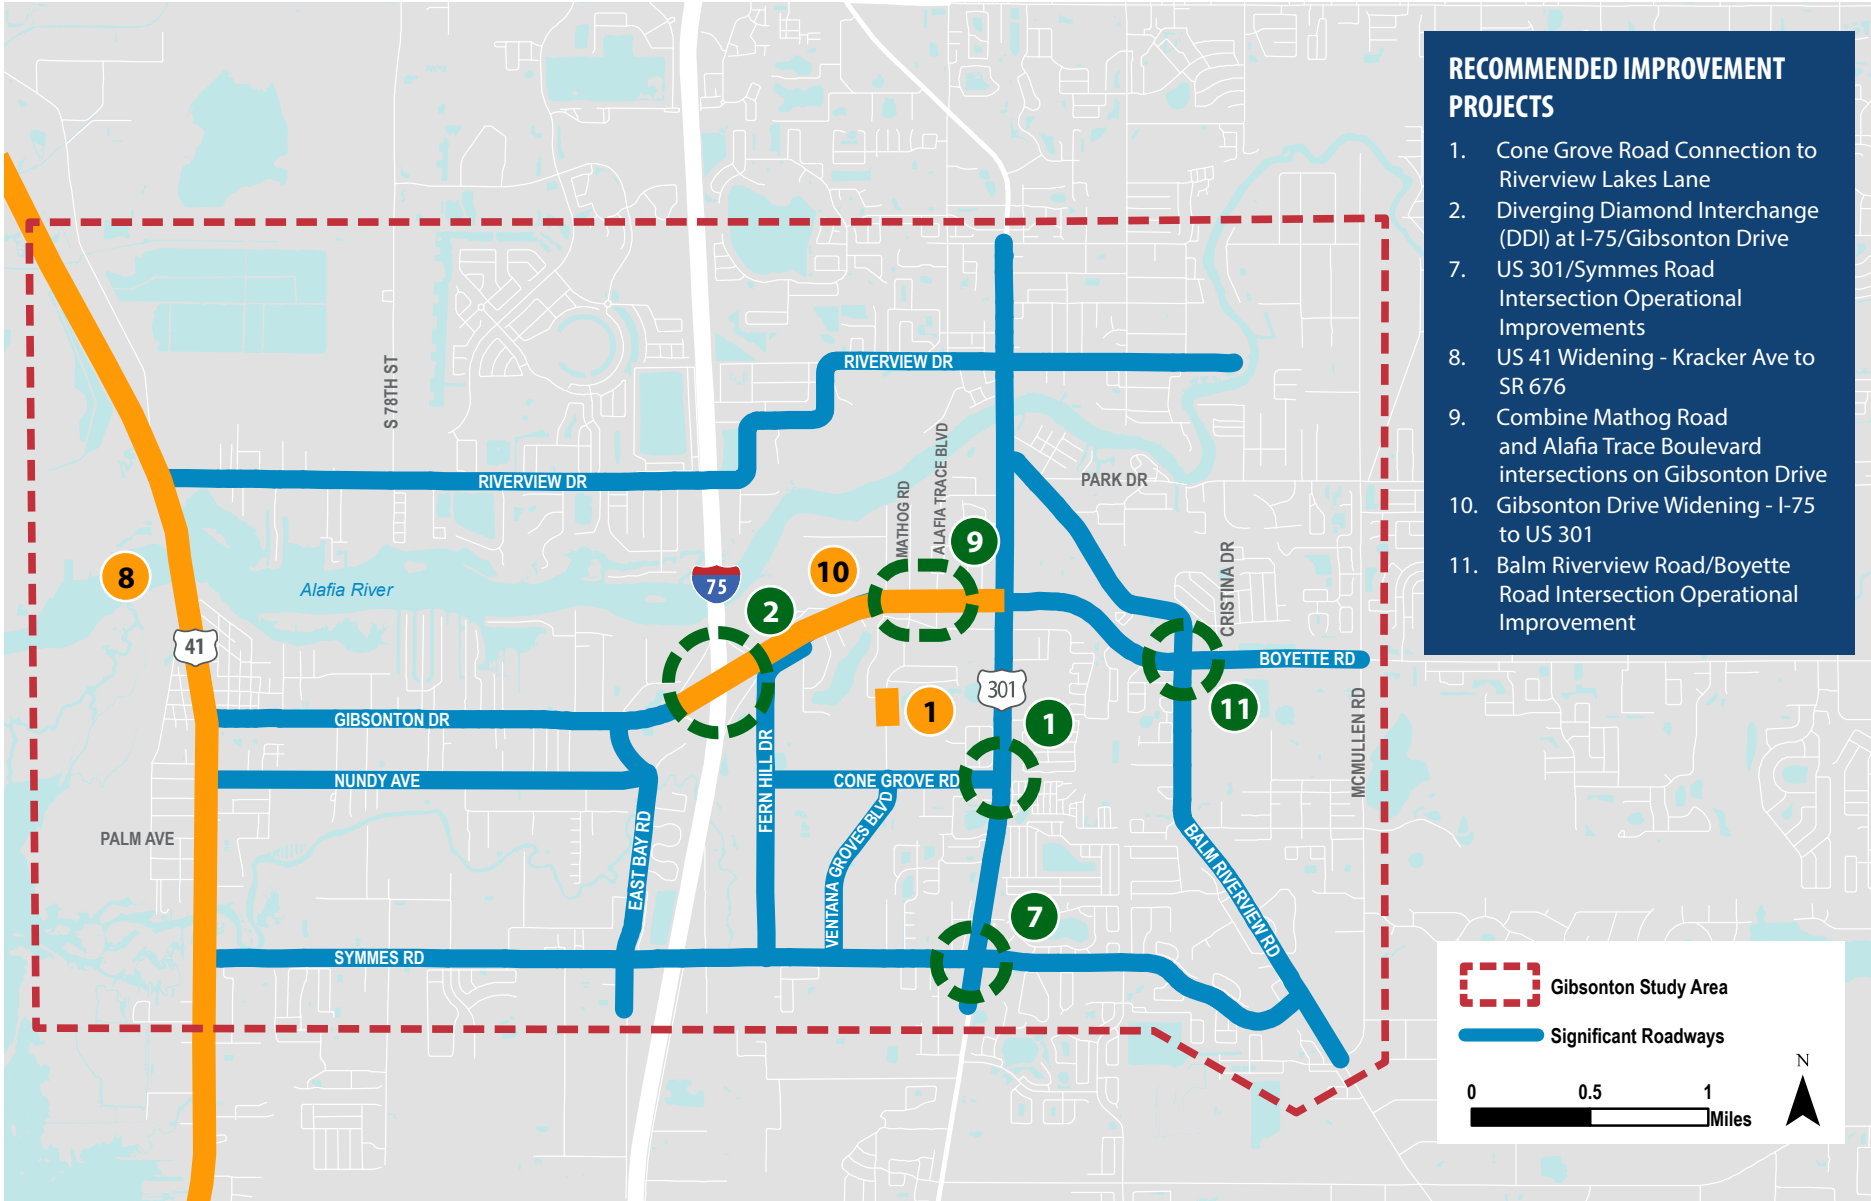 RECOMMENDED IMPROVEMENT
PROJECTS
1. Cone Grove Road Connection to
Riverview Lakes Lane
2. Diverging Diamond Interchange
(DDI) at I-75/Gibsonton Drive
7. US 301/Symmes Road
Intersection Operational
Improvements
8. US 41 Widening - Kracker Ave to
SR 676
9. Combine Mathog Road
and Alafia Trace Boulevard
intersections on Gibsonton Drive
10. Gibsonton Drive Widening - I-75
to US 301
11. Balm Riverview Road/Boyette
Road Intersection Operational
Improvement
S 78TH ST
RIVERVIEW DR
RIVERVIEW DR
MATHOG RD
ALAFIA TRACE BLVD
PARK DR
CRISTINA DR
9
10
8
Alafia River
75
2
41
BOYETTE RD
301
11
1
1
GIBSONTON DR
MCMULLEN RD
NUNDY AVE
FERN HILL DR
CONE GROVE RD
PALM AVE
EAST BAY RD
VENTANA GROVES BLVD
BALM RIVERVIEW RD
7
SYMMES RD
Gibsonton Study Area
Significant Roadways
0 0.5 1
Miles
N